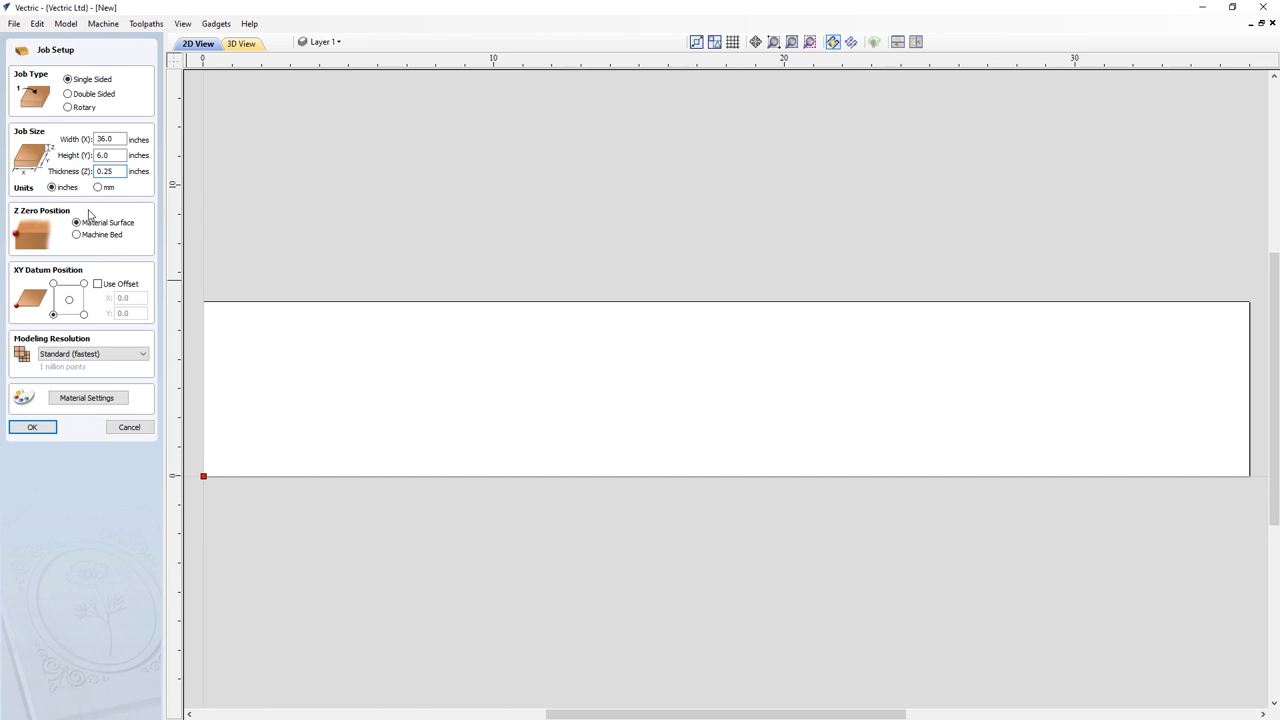 Vectric - {Vectric Ltd} - [New]
File Edit Model Machine Toolpaths View Gadgets Help
Job Setup
2D View 3D View Layer 1
0 10 20 30
Job Type
1
Single Sided
Double Sided
Rotary
Job Size
Width (X): 36.0 inches
Height (Y): 6.0 inches
Thickness (Z): 0.25 inches
Z
Y
X
Units inches mm
Z Zero Position
Material Surface
Machine Bed
XY Datum Position
Use Offset
X: 0.0
Y: 0.0
Modeling Resolution
Standard (fastest)
1 million points
Material Settings
OK Cancel
10
0